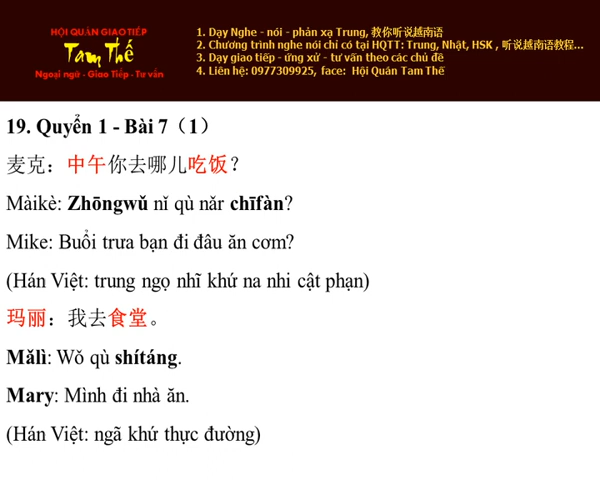 HỘI QUÁN GIAO TIẾP
Tam Thế
Ngoại ngữ - Giao Tiếp - Tư vấn
1. Dạy Nghe - nói - phản xạ Trung, 教你听说越南语
2. Chương trình nghe nói chỉ có tại HQTT: Trung, Nhật, HSK , 听说越南语教程...
3. Dạy giao tiếp - ứng xử - tư vấn theo các chủ đề
4. Liên hệ: 0977309925, face: Hội Quán Tam Thế
19. Quyển 1 - Bài 7（1）
麦克：中午你去哪儿吃饭？
Màikè: Zhōngwǔ nǐ qù nǎr chīfàn?
Mike: Buổi trưa bạn đi đâu ăn cơm?
(Hán Việt: trung ngọ nhĩ khứ na nhi cật phạn)
玛丽：我去食堂。
Mǎlì: Wǒ qù shítáng.
Mary: Mình đi nhà ăn.
(Hán Việt: ngã khứ thực đường)